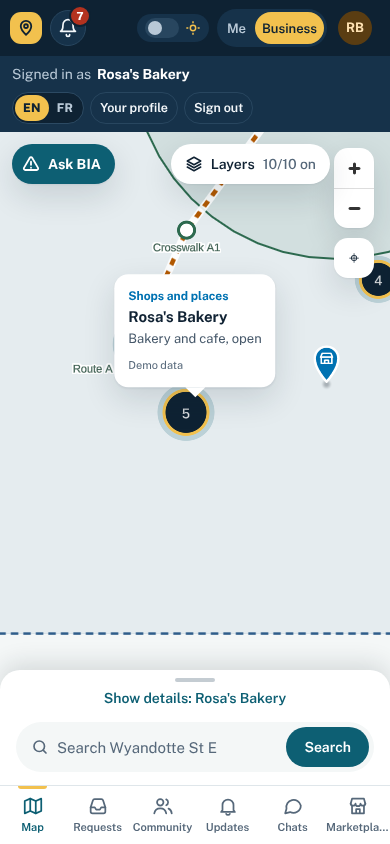 7
Me
Business
RB
Signed in as Rosa's Bakery
EN FR
Your profile
Sign out
Ask BIA
Layers 10/10 on
+
−
Crosswalk A1
4
Shops and places
Rosa's Bakery
Bakery and cafe, open
Demo data
Route A
5
Show details: Rosa's Bakery
Search Wyandotte St E
Search
Map
Requests
Community
Updates
Chats
Marketpla...